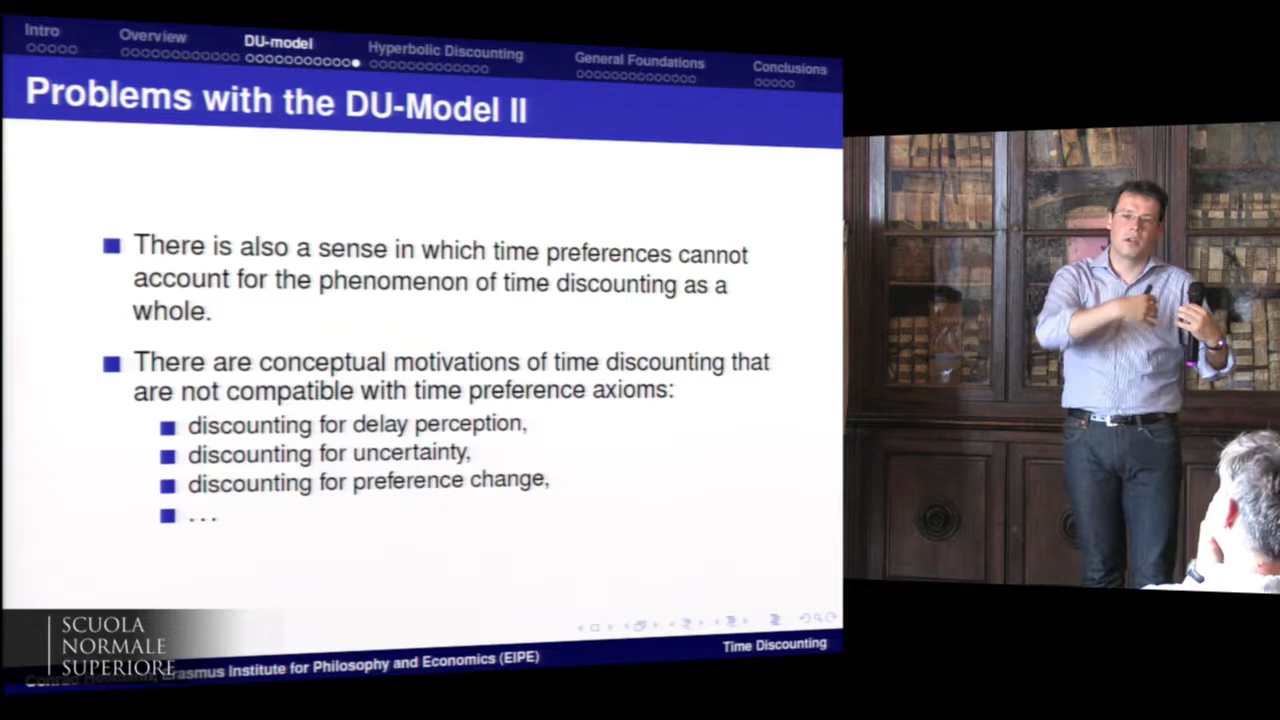 Intro Overview DU-model Hyperbolic Discounting General Foundations Conclusions
Problems with the DU-Model II
There is also a sense in which time preferences cannot
account for the phenomenon of time discounting as a
whole.
There are conceptual motivations of time discounting that
are not compatible with time preference axioms:
discounting for delay perception,
discounting for uncertainty,
discounting for preference change,
...
SCUOLA
NORMALE
SUPERIORE
Erasmus Institute for Philosophy and Economics (EIPE)
Time Discounting